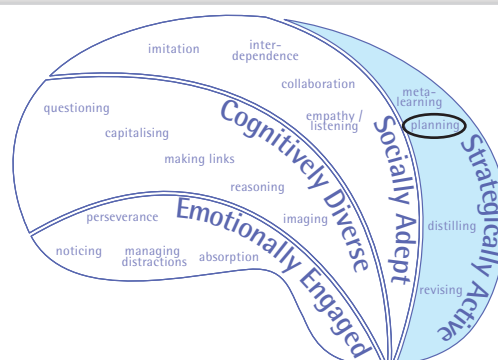 imitation
inter-
dependence
collaboration
empathy /
listening
Socially Adept
meta-
learning
planning
distilling
revising
Strategically Active
questioning
capitalising
making links
reasoning
imaging
Cognitively Diverse
perseverance
noticing
managing
distractions
absorption
Emotionally Engaged